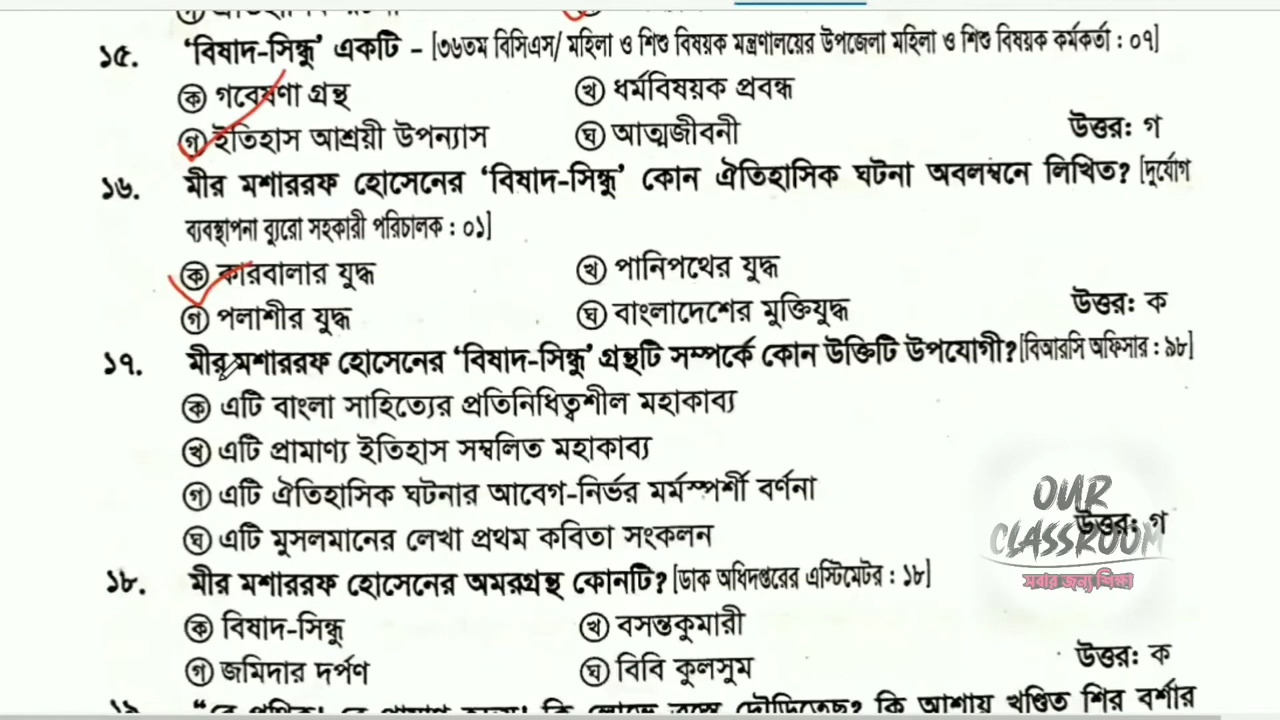 ১৫. 'বিষাদ-সিন্ধু' একটি – [৩৬তম বিসিএস/ মহিলা ও শিশু বিষয়ক মন্ত্রণালয়ের উপজেলা মহিলা ও শিশু বিষয়ক কর্মকর্তা : ০৭]
ক গবেষণা গ্রন্থ খ ধর্মবিষয়ক প্রবন্ধ
গ ইতিহাস আশ্রয়ী উপন্যাস ঘ আত্মজীবনী উত্তর: গ
১৬. মীর মশাররফ হোসেনের 'বিষাদ-সিন্ধু' কোন ঐতিহাসিক ঘটনা অবলম্বনে লিখিত? [দুর্যোগ
ব্যবস্থাপনা ব্যুরো সহকারী পরিচালক : ০১]
ক কারবালার যুদ্ধ খ পানিপথের যুদ্ধ
গ পলাশীর যুদ্ধ ঘ বাংলাদেশের মুক্তিযুদ্ধ উত্তর: ক
১৭. মীর মশাররফ হোসেনের 'বিষাদ-সিন্ধু' গ্রন্থটি সম্পর্কে কোন উক্তিটি উপযোগী? [বিআরসি অফিসার : ৯৮]
ক এটি বাংলা সাহিত্যের প্রতিনিধিত্বশীল মহাকাব্য
খ এটি প্রামাণ্য ইতিহাস সম্বলিত মহাকাব্য
গ এটি ঐতিহাসিক ঘটনার আবেগ-নির্ভর মর্মস্পর্শী বর্ণনা
ঘ এটি মুসলমানের লেখা প্রথম কবিতা সংকলন উত্তর: গ
OUR
CLASSROOM
সবার জন্য শিক্ষা
১৮. মীর মশাররফ হোসেনের অমরগ্রন্থ কোনটি? [ডাক অধিদপ্তরের এস্টিমেটর : ১৮]
ক বিষাদ-সিন্ধু খ বসন্তকুমারী
গ জমিদার দর্পণ ঘ বিবি কুলসুম উত্তর: ক
কি আশায় খণ্ডিত শির বর্শার